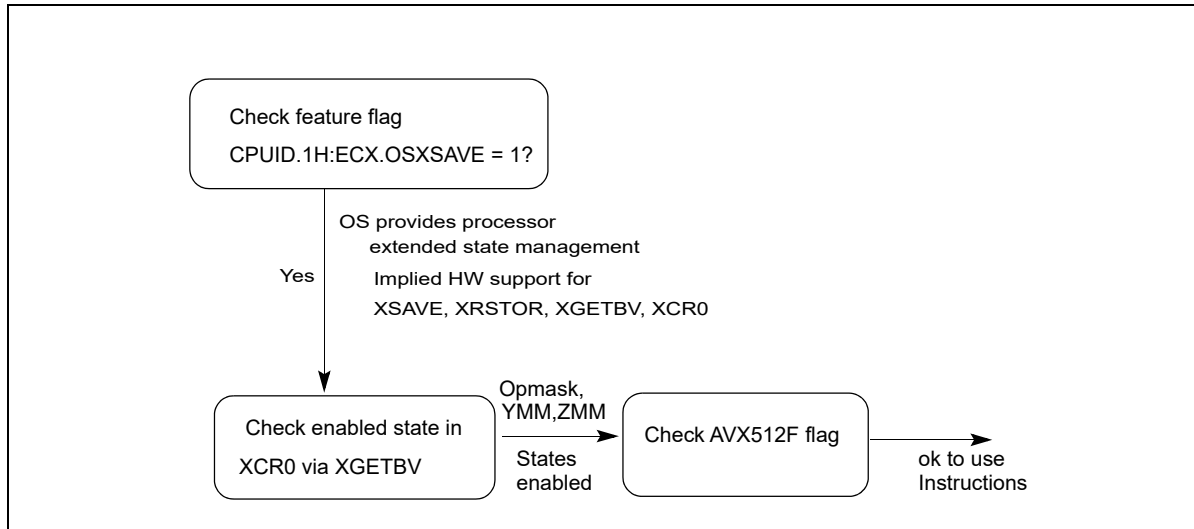 Check feature flag
CPUID.1H:ECX.OSXSAVE = 1?
OS provides processor
extended state management
Yes
Implied HW support for
XSAVE, XRSTOR, XGETBV, XCR0
Check enabled state in
XCR0 via XGETBV
Opmask,
YMM,ZMM
States
enabled
Check AVX512F flag
ok to use
Instructions